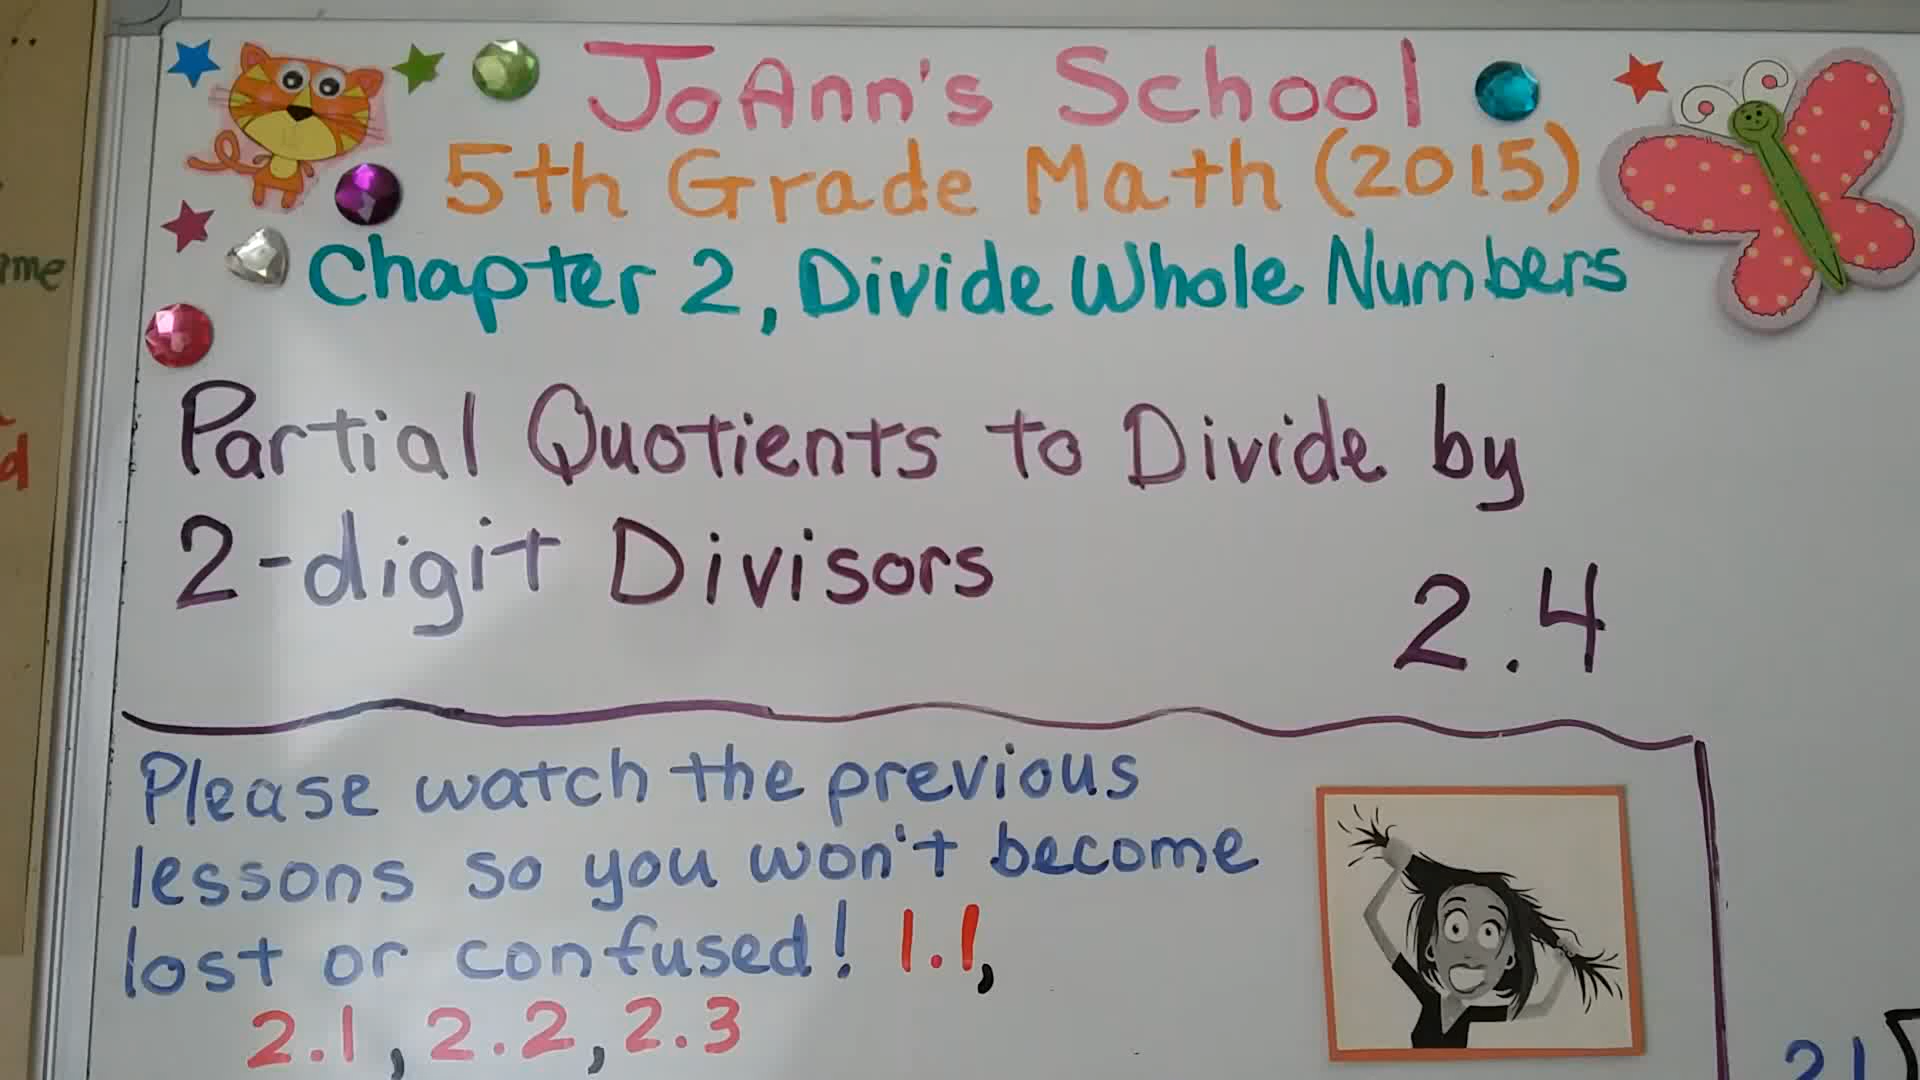 JoAnn's School
5th Grade Math (2015)
Chapter 2, Divide Whole Numbers
Partial Quotients to Divide by
2-digit Divisors
2.4
Please watch the previous
lessons so you won't become
lost or confused! 1.1,
2.1, 2.2, 2.3
21